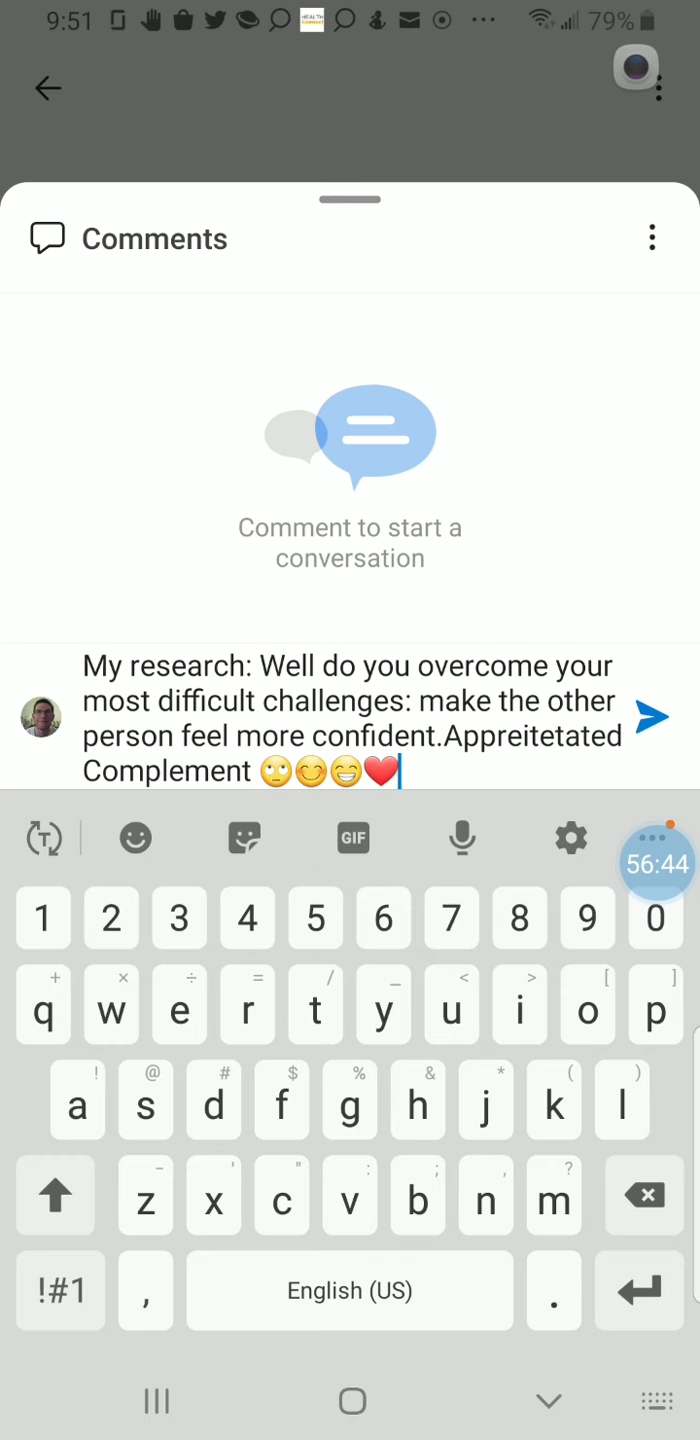 9:51 79%
Comments
Comment to start a
conversation
My research: Well do you overcome your
most difficult challenges: make the other
person feel more confident.Appreitetated
Complement 🙄😊😁❤️
GIF
56:44
1 2 3 4 5 6 7 8 9 0
+ × ÷ = / _ < > [ ]
q w e r t y u i o p
! @ # $ % & * ( )
a s d f g h j k l
- ' " : ; , ?
z x c v b n m
!#1 , English (US) .